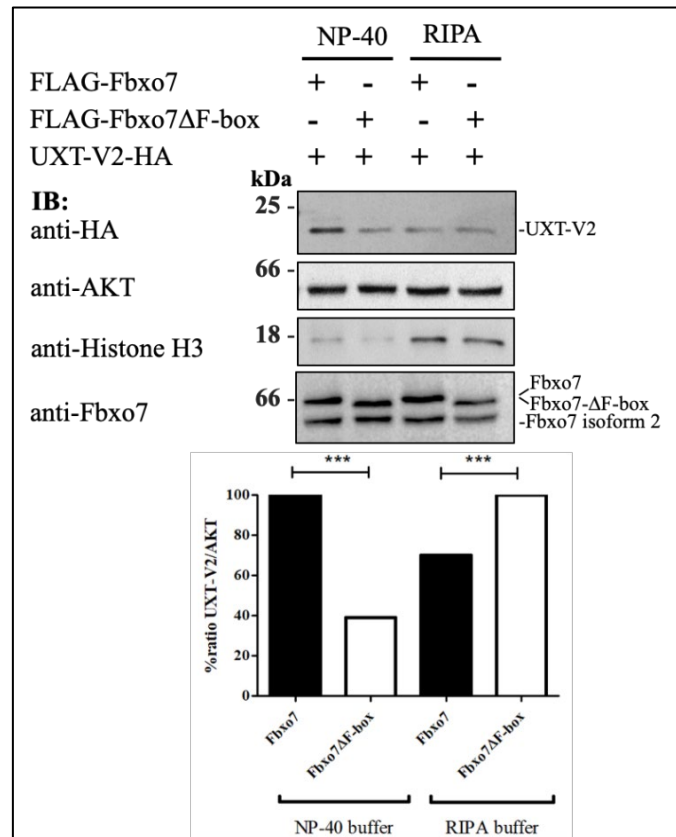 NP-40 RIPA
FLAG-Fbxo7 + - + -
FLAG-Fbxo7ΔF-box - + - +
UXT-V2-HA + + + +
IB: kDa
25 -
anti-HA -UXT-V2
66 -
anti-AKT
18 -
anti-Histone H3
Fbxo7
66 - Fbxo7-ΔF-box
anti-Fbxo7 -Fbxo7 isoform 2
*** ***
100
80
60
40
20
0
%ratio UXT-V2/AKT
Fbxo7 Fbxo7ΔF-box Fbxo7 Fbxo7ΔF-box
NP-40 buffer RIPA buffer